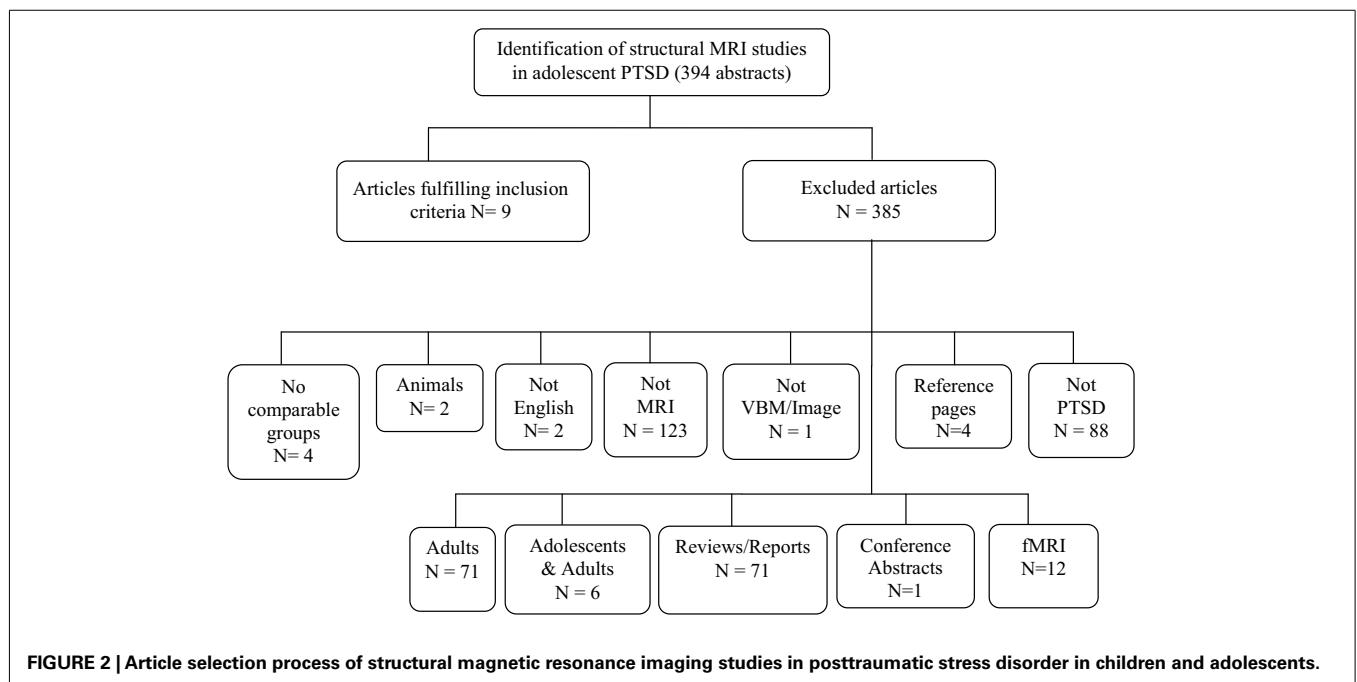 Identification of structural MRI studies
in adolescent PTSD (394 abstracts)
Articles fulfilling inclusion
criteria N= 9
Excluded articles
N = 385
No
comparable
groups
N= 4
Animals
N= 2
Not
English
N= 2
Not
MRI
N = 123
Not
VBM/Image
N = 1
Reference
pages
N=4
Not
PTSD
N = 88
Adults
N = 71
Adolescents
& Adults
N = 6
Reviews/Reports
N = 71
Conference
Abstracts
N=1
fMRI
N=12
FIGURE 2 | Article selection process of structural magnetic resonance imaging studies in posttraumatic stress disorder in children and adolescents.